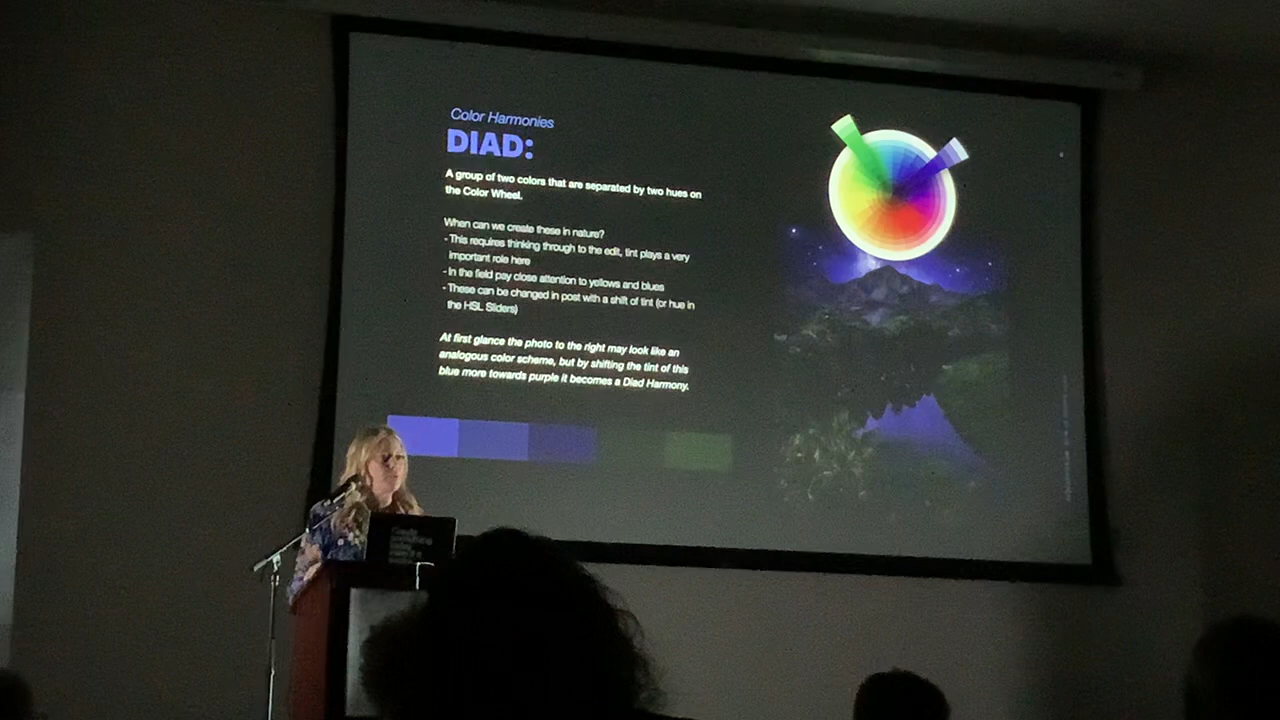 Color Harmonies
DIAD:
A group of two colors that are separated by two hues on
the Color Wheel.
When can we create these in nature?
- This requires thinking through to the edit, tint plays a very
important role here
- In the field pay close attention to yellows and blues
- These can be changed in post with a shift of tint (or hue in
the HSL Sliders)
At first glance the photo to the right may look like an
analogous color scheme, but by shifting the tint of this
blue more towards purple it becomes a Diad Harmony.